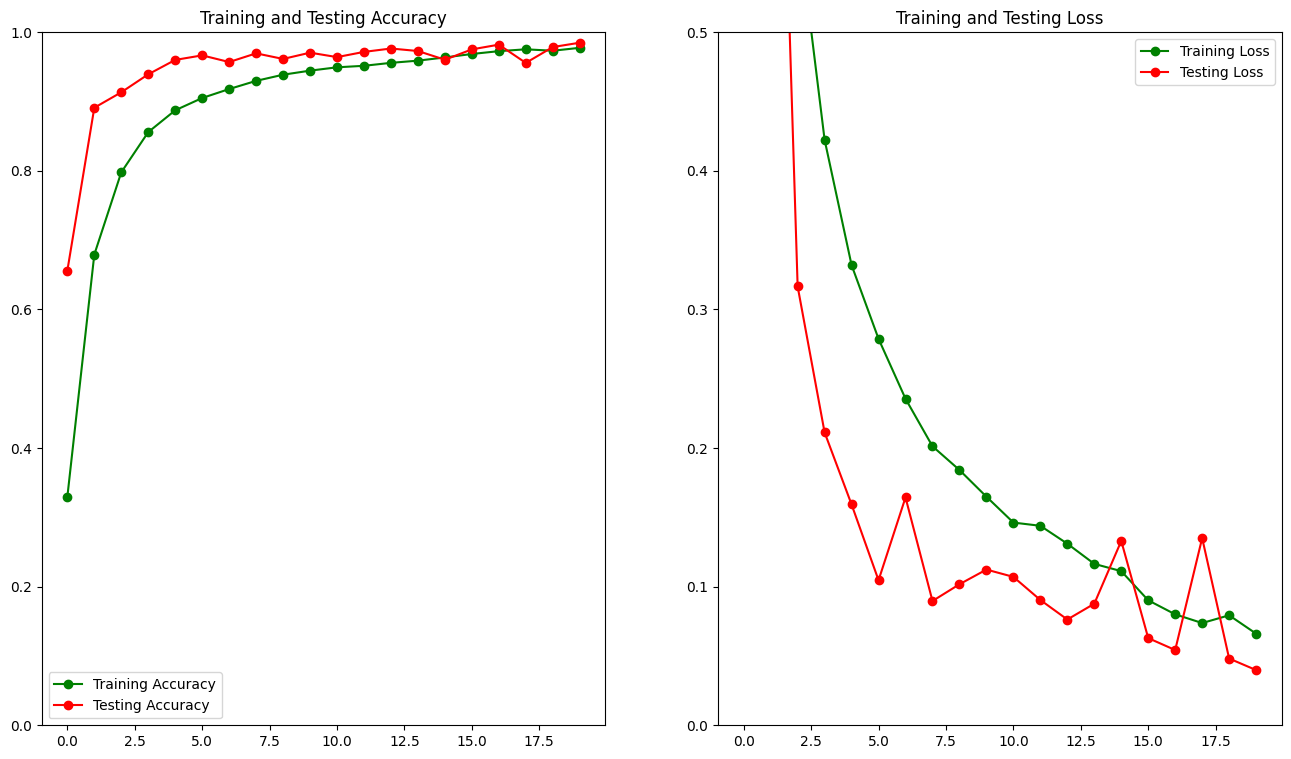 Training and Testing Accuracy
1.0
0.8
0.6
0.4
0.2
0.0
Training Accuracy
Testing Accuracy
0.0 2.5 5.0 7.5 10.0 12.5 15.0 17.5
Training and Testing Loss
0.5
0.4
0.3
0.2
0.1
0.0
Training Loss
Testing Loss
0.0 2.5 5.0 7.5 10.0 12.5 15.0 17.5